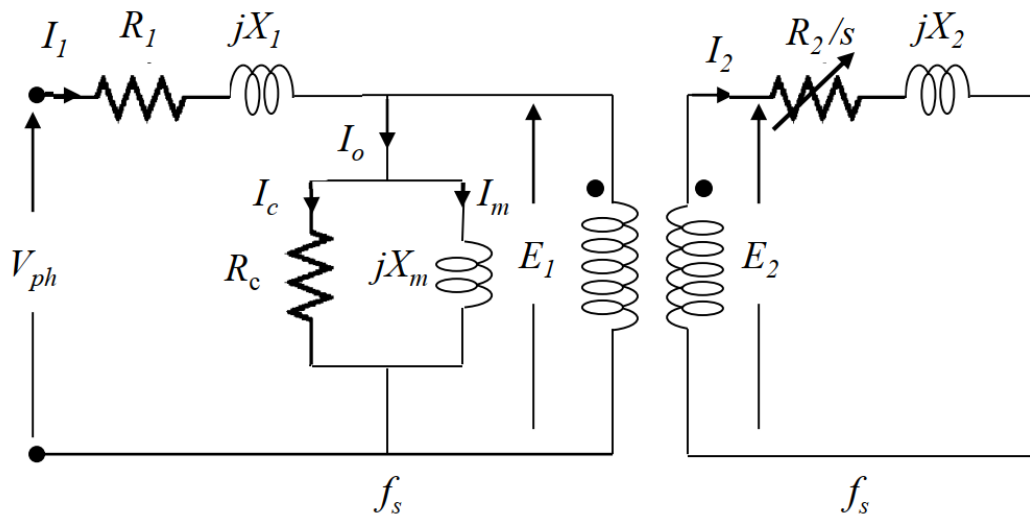 I1 R1 jX1 I2 R2/s jX2
Io
Ic Im
Vph Rc jXm E1 E2
fs fs